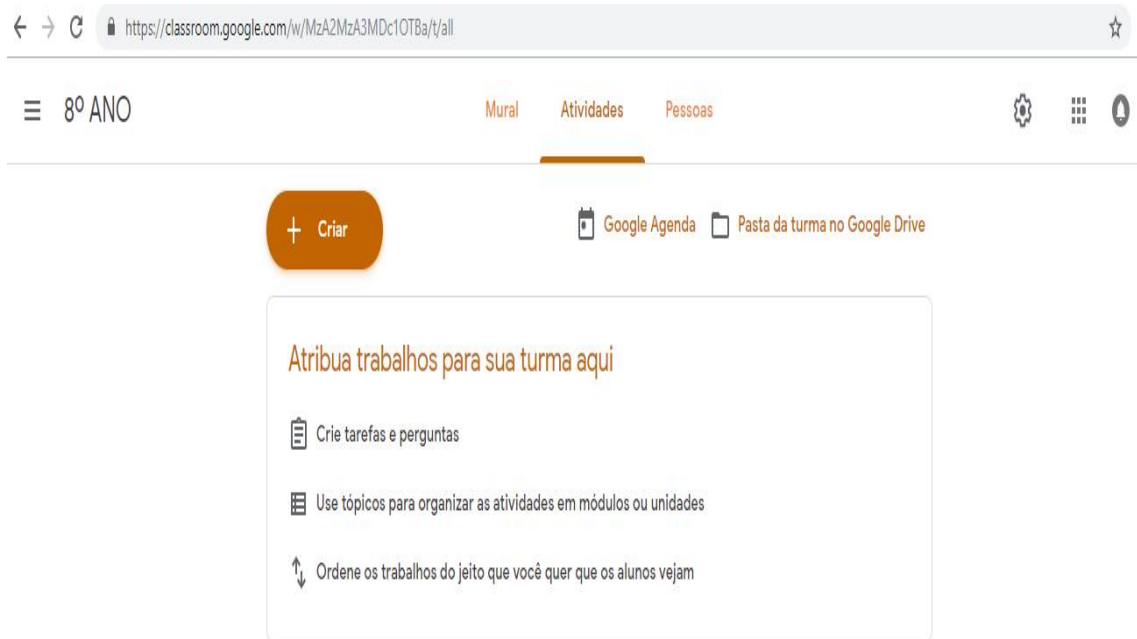 https://classroom.google.com/w/MzA2MzA3MDc1OTBa/t/all
8º ANO
Mural Atividades Pessoas
+ Criar
Google Agenda Pasta da turma no Google Drive
Atribua trabalhos para sua turma aqui
Crie tarefas e perguntas
Use tópicos para organizar as atividades em módulos ou unidades
Ordene os trabalhos do jeito que você quer que os alunos vejam